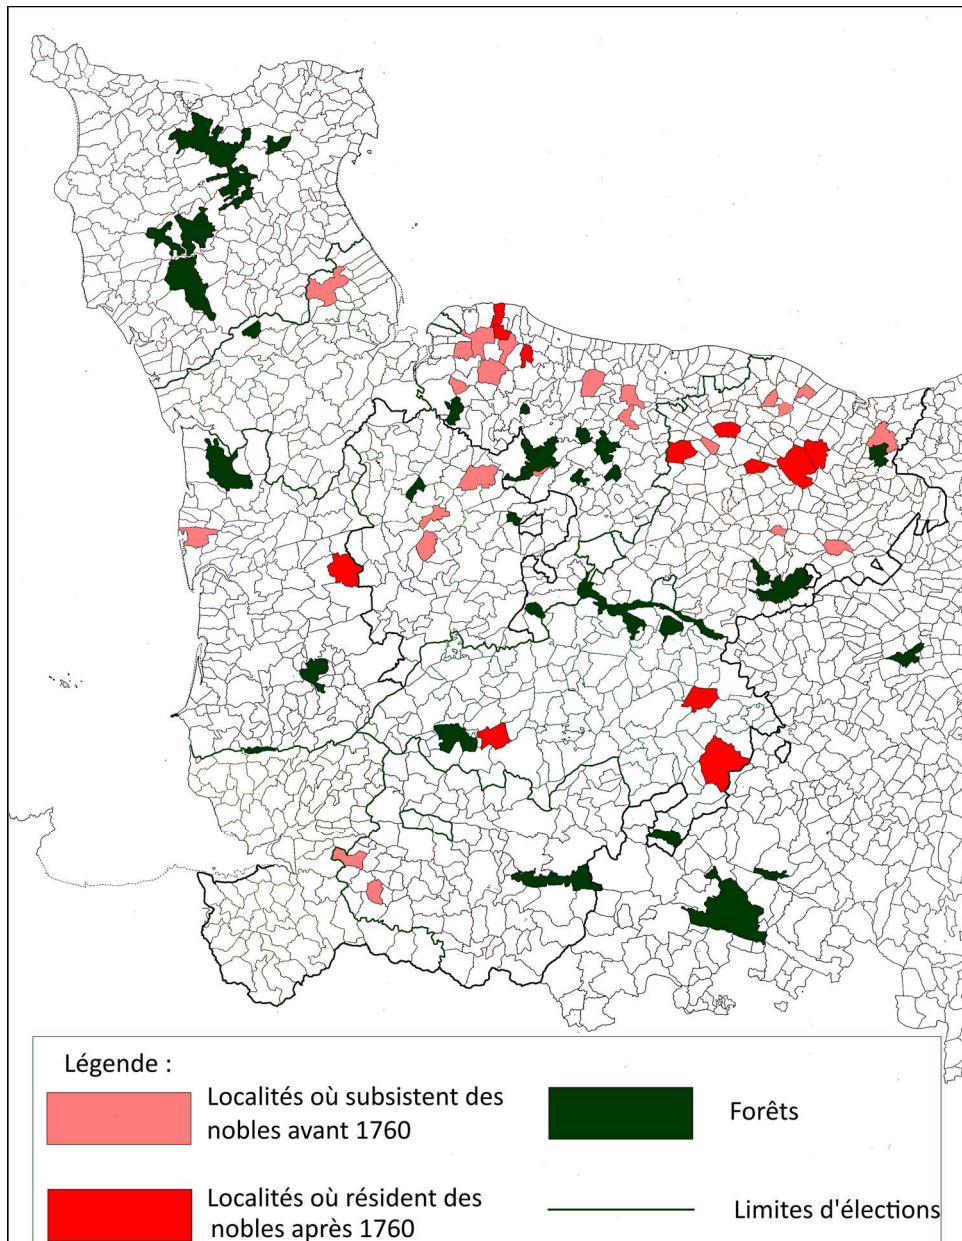 Légende :
Localités où subsistent des
nobles avant 1760
Forêts
Localités où résident des
nobles après 1760
Limites d'élections